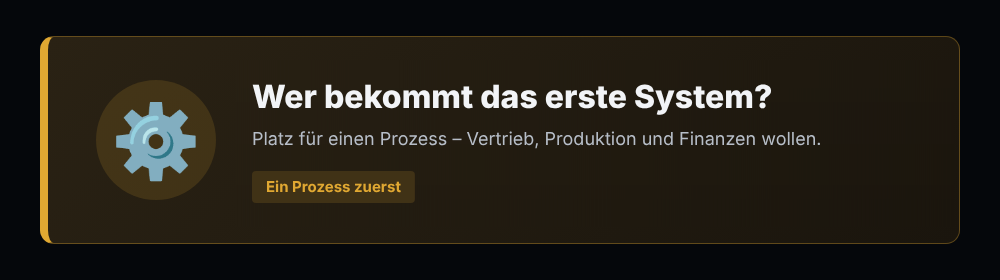 Wer bekommt das erste System?
Platz für einen Prozess – Vertrieb, Produktion und Finanzen wollen.
Ein Prozess zuerst